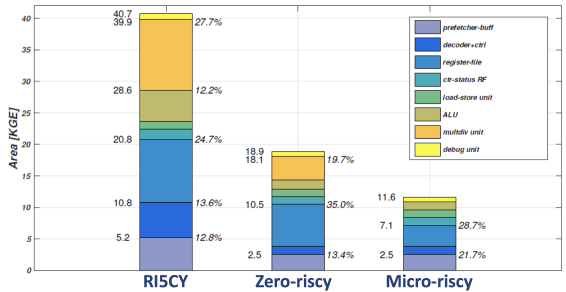 Area [KGE]
40
35
30
25
20
15
10
5
0
40.7
39.9
27.7%
28.6
12.2%
20.8
24.7%
10.8
13.6%
5.2
12.8%
18.9
18.1
19.7%
10.5
35.0%
2.5
13.4%
11.6
7.1
28.7%
2.5
21.7%
prefetcher-buff
decoder+ctrl
register-file
ctr-status RF
load-store unit
ALU
multdiv unit
debug unit
RI5CY
Zero-riscy
Micro-riscy